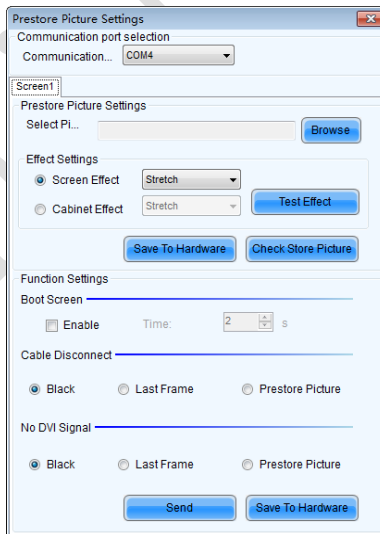 Prestore Picture Settings
Communication port selection
Communication... COM4
Screen1
Prestore Picture Settings
Select Pi... Browse
Effect Settings
Screen Effect Stretch
Cabinet Effect Stretch Test Effect
Save To Hardware Check Store Picture
Function Settings
Boot Screen
Enable Time: 2 s
Cable Disconnect
Black Last Frame Prestore Picture
No DVI Signal
Black Last Frame Prestore Picture
Send Save To Hardware